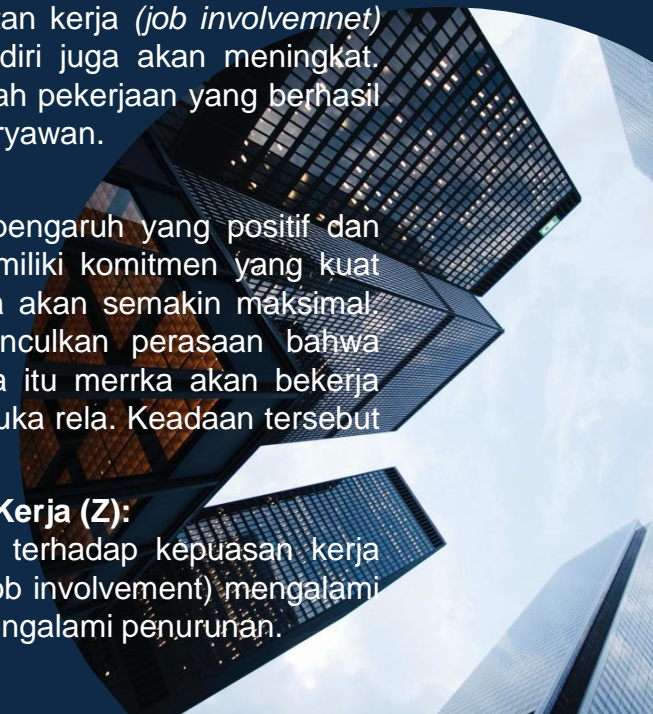 tan kerja (job involvemnet)
diri juga akan meningkat.
ah pekerjaan yang berhasil
ryawan.
pengaruh yang positif dan
miliki komitmen yang kuat
a akan semakin maksimal.
nculkan perasaan bahwa
a itu merrka akan bekerja
uka rela. Keadaan tersebut
Kerja (Z):
terhadap kepuasan kerja
ob involvement) mengalami
ngalami penurunan.